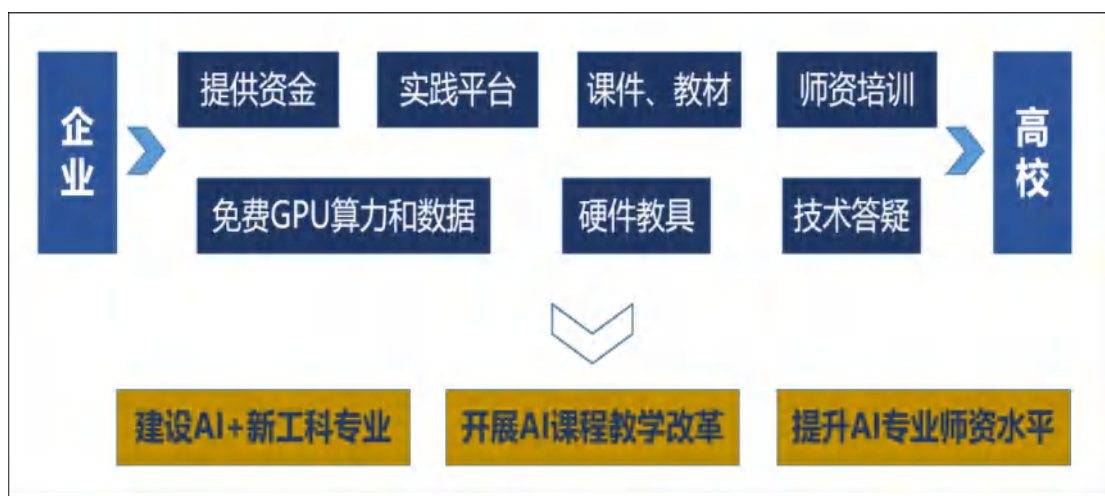 企业
提供资金
实践平台
课件、教材
师资培训
免费GPU算力和数据
硬件教具
技术答疑
高校
建设AI+新工科专业
开展AI课程教学改革
提升AI专业师资水平